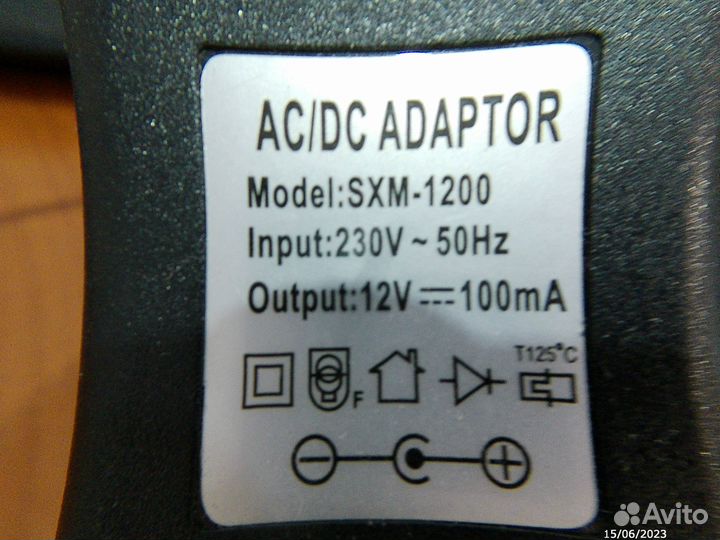 AC/DC ADAPTOR
Model:SXM-1200
Input:230V ~ 50Hz
Output:12V ⎓ 100mA
T125°C
F
Avito
15/06/2023